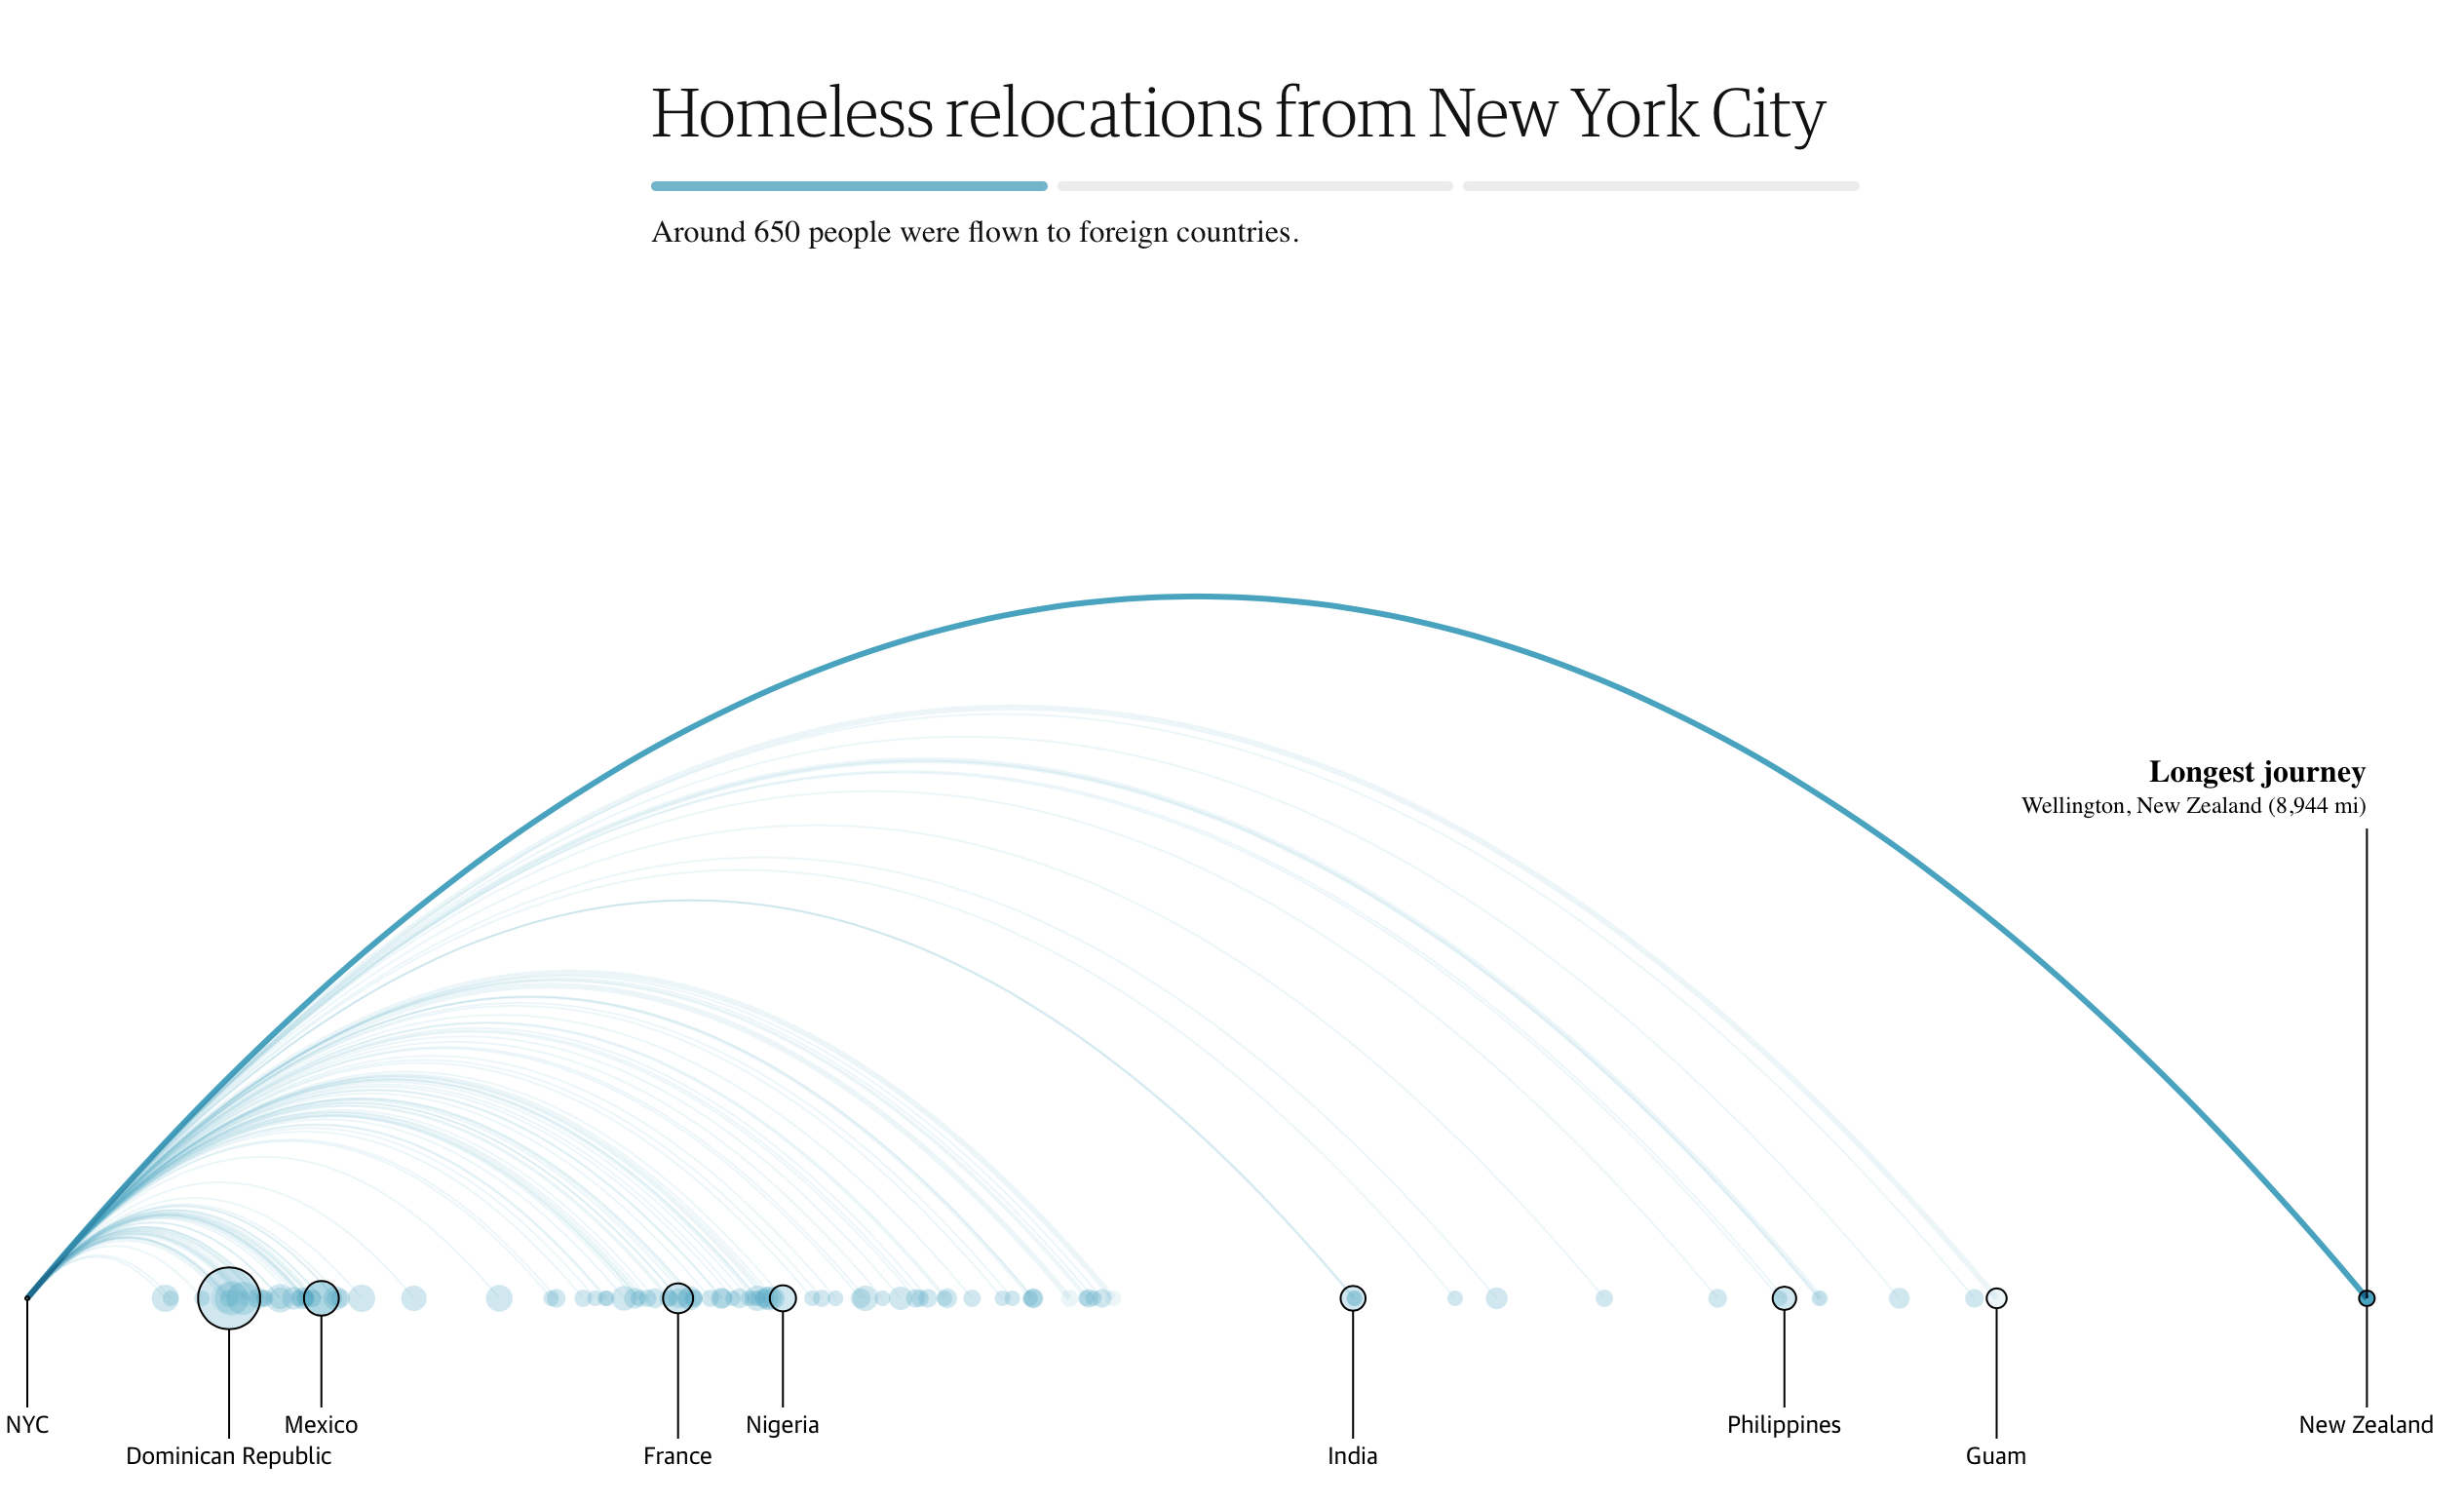 Homeless relocations from New York City
Around 650 people were flown to foreign countries.
Longest journey
Wellington, New Zealand (8,944 mi)
NYC
Dominican Republic
Mexico
France
Nigeria
India
Philippines
Guam
New Zealand